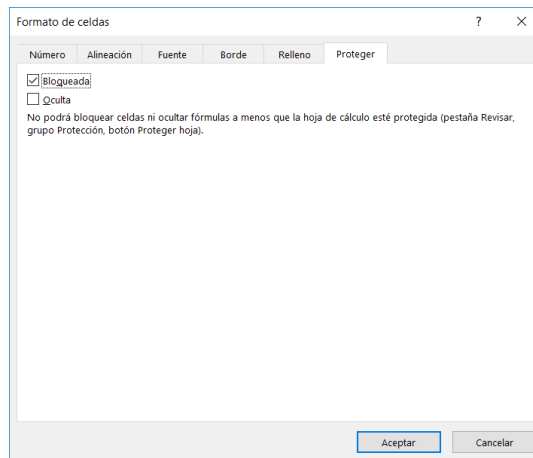 Formato de celdas ? ×
Número Alineación Fuente Borde Relleno Proteger
Bloqueada
Oculta
No podrá bloquear celdas ni ocultar fórmulas a menos que la hoja de cálculo esté protegida (pestaña Revisar,
grupo Protección, botón Proteger hoja).
Aceptar Cancelar